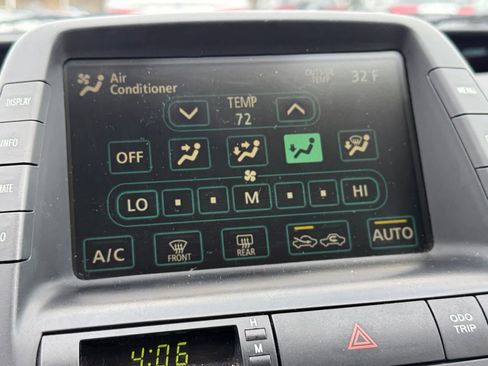 Air
Conditioner
OUTSIDE
TEMP
32°F
DISPLAY
MENU
TEMP
72
INFO
OFF
LO
M
HI
A/C
FRONT
REAR
AUTO
4:06
H
M
ODO
TRIP